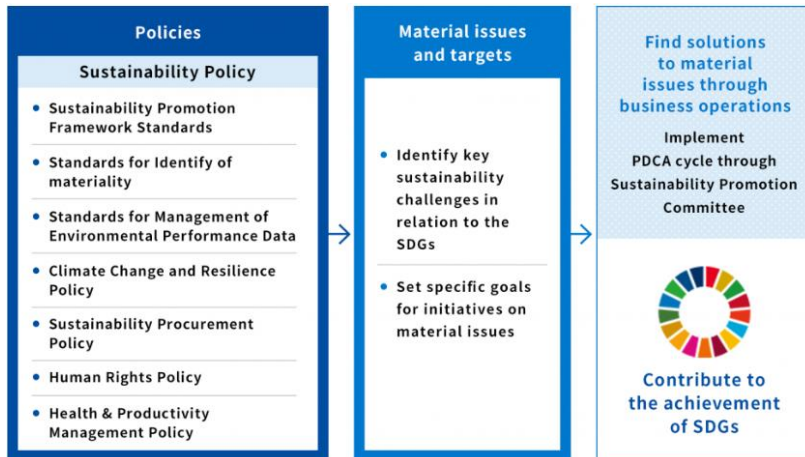 Policies
Sustainability Policy
• Sustainability Promotion
Framework Standards
• Standards for Identify of
materiality
• Standards for Management of
Environmental Performance Data
• Climate Change and Resilience
Policy
• Sustainability Procurement
Policy
• Human Rights Policy
• Health & Productivity
Management Policy
Material issues
and targets
• Identify key
sustainability
challenges in
relation to the
SDGs
• Set specific goals
for initiatives on
material issues
Find solutions
to material
issues through
business operations
Implement
PDCA cycle through
Sustainability Promotion
Committee
Contribute to
the achievement
of SDGs